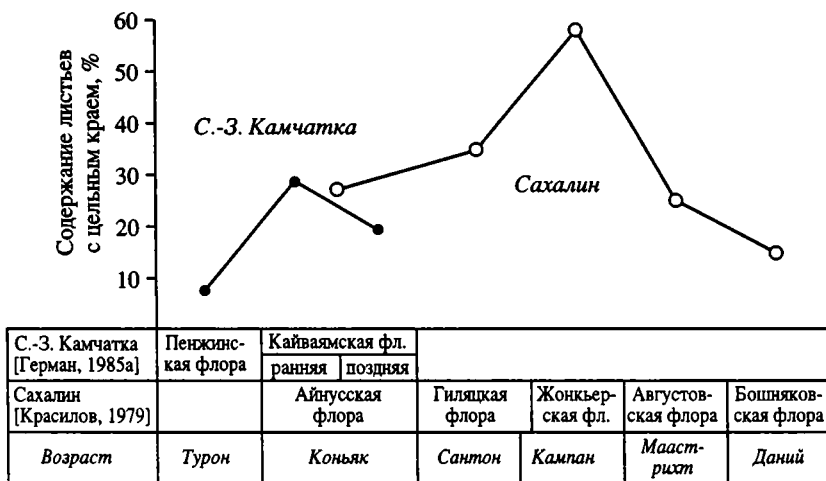 Содержание листьев
с цельным краем, %
60
50
40
30
20
10
С.-З. Камчатка
Сахалин
С.-З. Камчатка
[Герман, 1985а]
Пенжинс-
кая флора
Кайваямская фл.
ранняя
поздняя
Сахалин
[Красилов, 1979]
Айнусская
флора
Гиляцкая
флора
Жонкьер-
ская фл.
Августов-
ская флора
Бошняков-
ская флора
Возраст
Турон
Коньяк
Сантон
Кампан
Мааст-
рихт
Даний